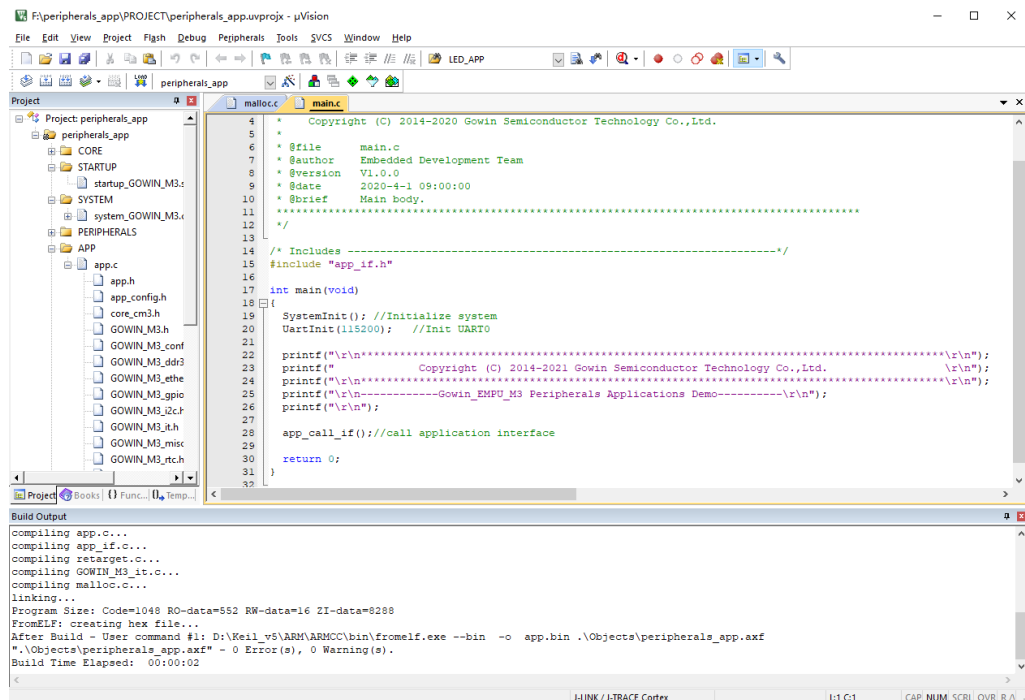 F:\peripherals_app\PROJECT\peripherals_app.uvprojx - µVision
File Edit View Project Flash Debug Peripherals Tools SVCS Window Help
LED_APP
LOAD peripherals_app
Project
malloc.c main.c
Project: peripherals_app
peripherals_app
CORE
STARTUP
startup_GOWIN_M3.s
SYSTEM
system_GOWIN_M3.c
PERIPHERALS
APP
app.c
app.h
app_config.h
core_cm3.h
GOWIN_M3.h
GOWIN_M3_conf
GOWIN_M3_ddr3
GOWIN_M3_ethe
GOWIN_M3_gpio
GOWIN_M3_i2c.h
GOWIN_M3_it.h
GOWIN_M3_misc
GOWIN_M3_rtc.h
Project Books {} Func... Temp...
4 * Copyright (C) 2014-2020 Gowin Semiconductor Technology Co.,Ltd.
5 *
6 * @file main.c
7 * @author Embedded Development Team
8 * @version V1.0.0
9 * @date 2020-4-1 09:00:00
10 * @brief Main body.
11 ******************************************************************************************
12 */
13
14 /* Includes ------------------------------------------------------------------*/
15 #include "app_if.h"
16
17 int main(void)
18 {
19 SystemInit(); //Initialize system
20 UartInit(115200); //Init UART0
21
22 printf("\r\n******************************************************************************************\r\n");
23 printf(" Copyright (C) 2014-2021 Gowin Semiconductor Technology Co.,Ltd. \r\n");
24 printf("\r\n******************************************************************************************\r\n");
25 printf("\r\n------------Gowin_EMPU_M3 Peripherals Applications Demo----------\r\n");
26 printf("\r\n");
27
28 app_call_if();//call application interface
29
30 return 0;
31 }
32
Build Output
compiling app.c...
compiling app_if.c...
compiling retarget.c...
compiling GOWIN_M3_it.c...
compiling malloc.c...
linking...
Program Size: Code=1048 RO-data=552 RW-data=16 ZI-data=8288
FromELF: creating hex file...
After Build - User command #1: D:\Keil_v5\ARM\ARMCC\bin\fromelf.exe --bin -o app.bin .\Objects\peripherals_app.axf
".\Objects\peripherals_app.axf" - 0 Error(s), 0 Warning(s).
Build Time Elapsed: 00:00:02
J-LINK / J-TRACE Cortex L:1 C:1 CAP NUM SCRL OVR R/W